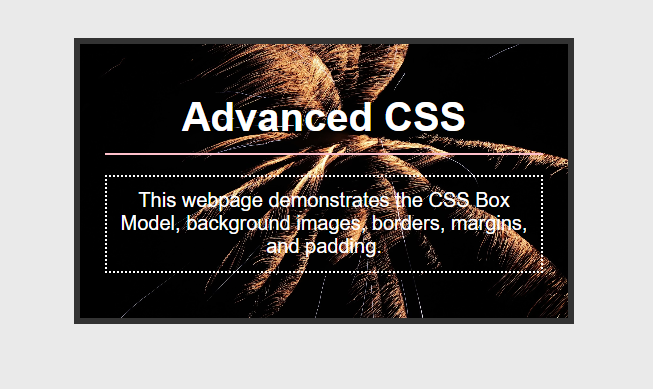 Advanced CSS
This webpage demonstrates the CSS Box
Model, background images, borders, margins,
and padding.